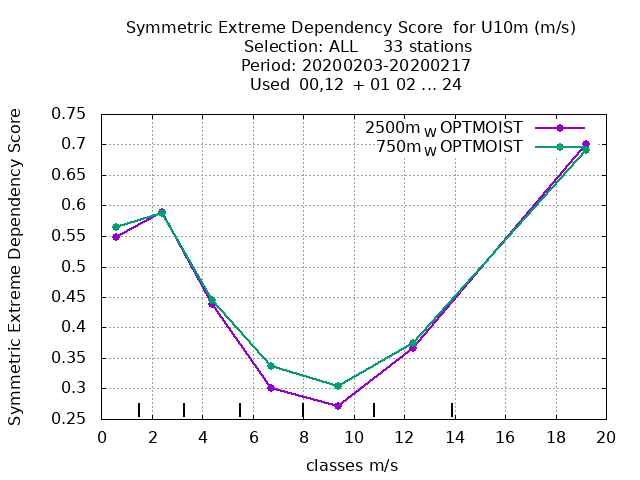 Symmetric Extreme Dependency Score  for U10m (m/s)
Selection: ALL     33 stations
Period: 20200203-20200217
Used  00,12  + 01 02 ... 24
0.75
0.7
0.65
0.6
0.55
0.5
0.45
0.4
0.35
0.3
0.25
Symmetric Extreme Dependency Score
2500m W OPTMOIST
750m W OPTMOIST
0 2 4 6 8 10 12 14 16 18 20
classes m/s